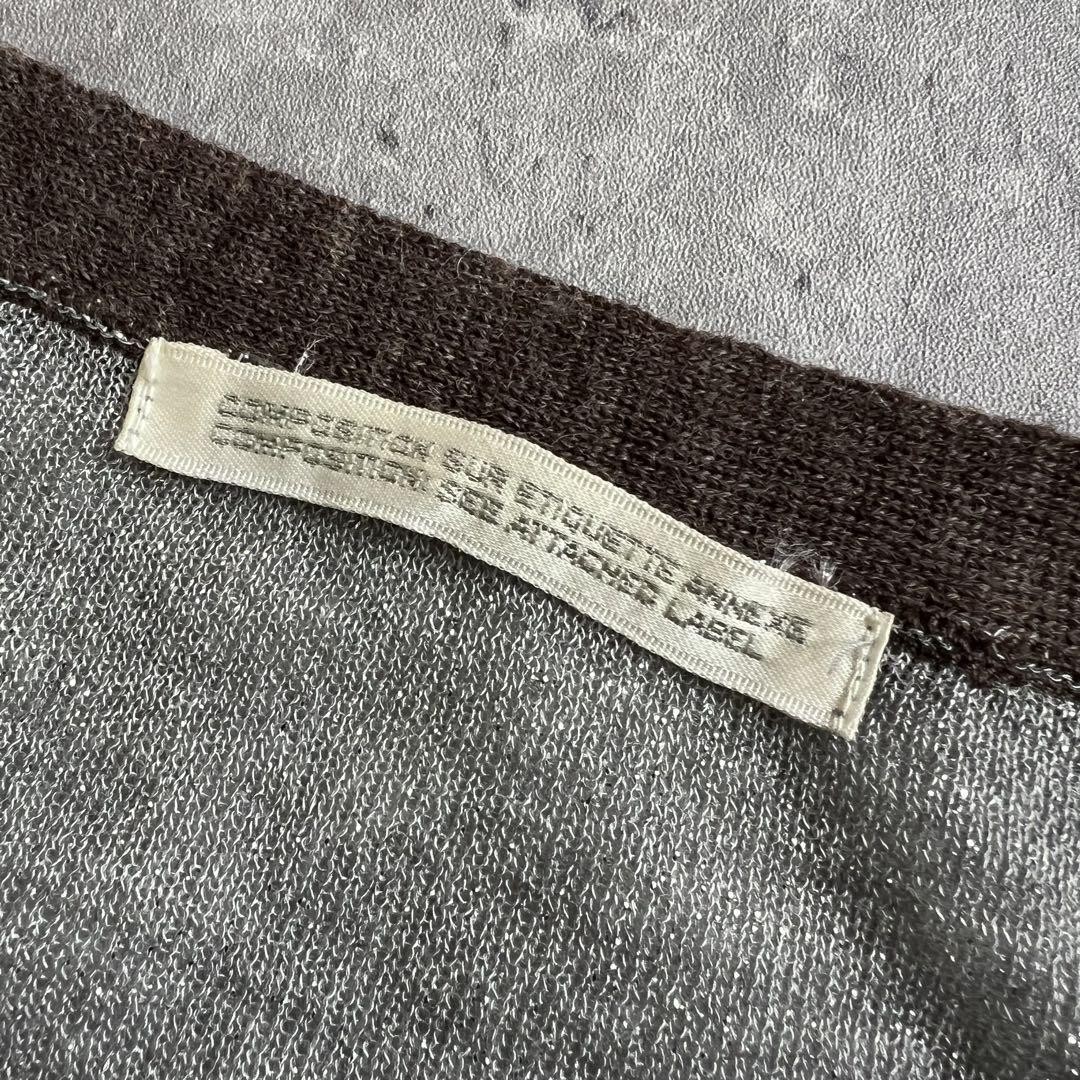 COMPOSITION SUR ETIQUETTE ANNEXE
COMPOSITION SEE ATTACHED LABEL